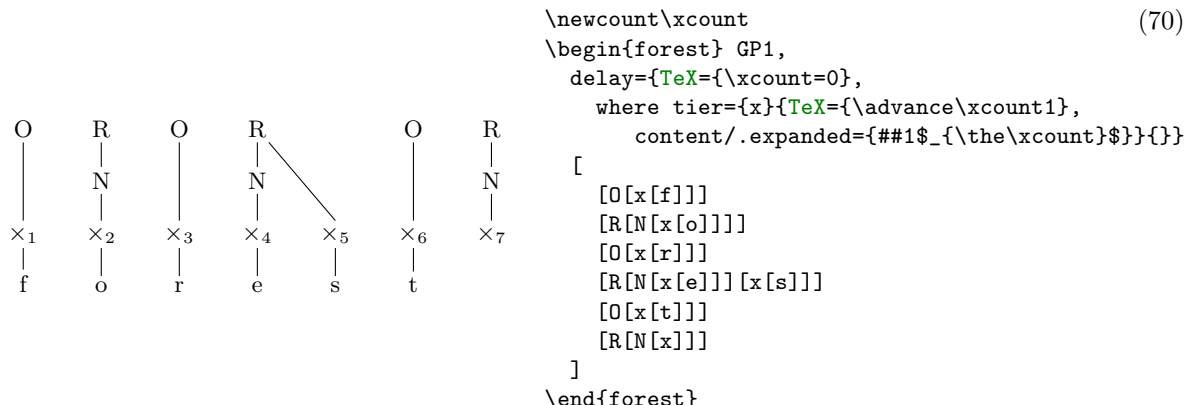 O R O R O R
N N N
×₁ ×₂ ×₃ ×₄ ×₅ ×₆ ×₇
f o r e s t
\newcount\xcount (70)
\begin{forest} GP1,
  delay={TeX={\xcount=0},
    where tier={x}{TeX={\advance\xcount1},
       content/.expanded={##1$_{\the\xcount}$}}{}}
  [
    [O[x[f]]]
    [R[N[x[o]]]]
    [O[x[r]]]
    [R[N[x[e]]][x[s]]]
    [O[x[t]]]
    [R[N[x]]]
  ]
\end{forest}